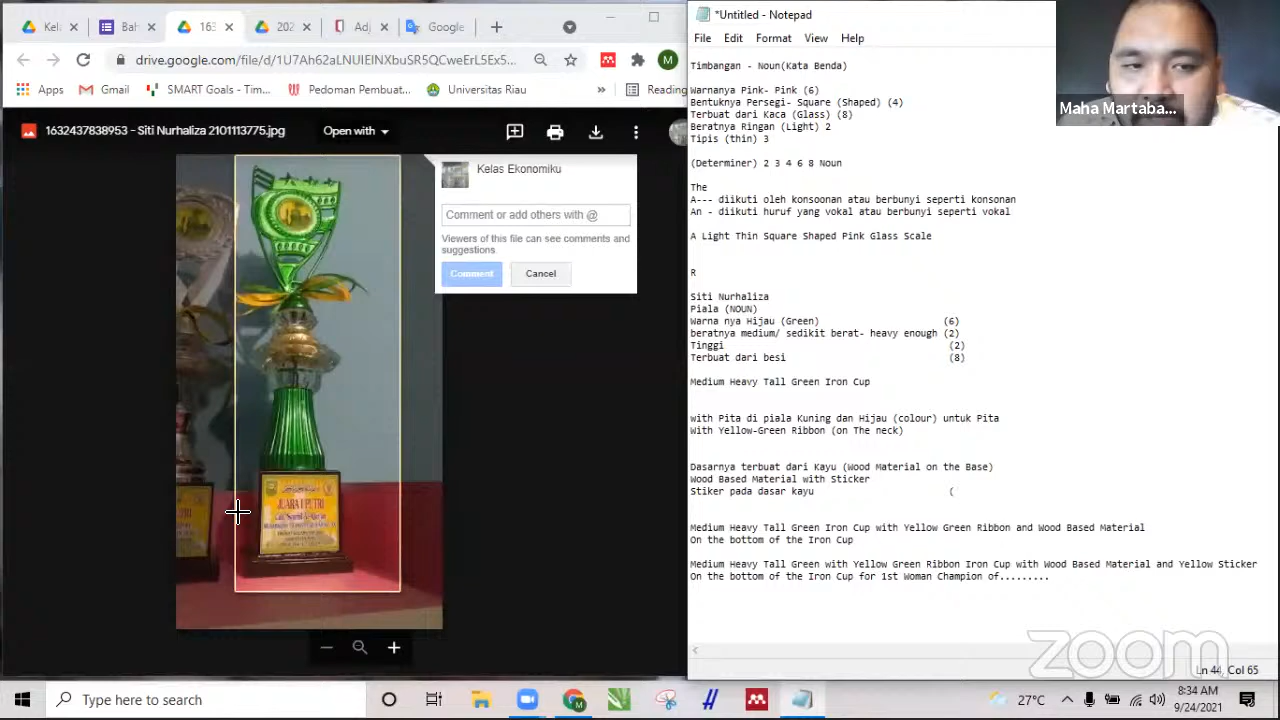 Kel
Bah
163
202
Adj
Google
drive.google.com/file/d/1U7Ah62aLNUIEINXbuSR5QCweErL5Ex5...
M
Apps
Gmail
SMART Goals - Tim...
Pedoman Pembuat...
Universitas Riau
»
Reading
1632437838953 - Siti Nurhaliza 2101113775.jpg
Open with
Kelas Ekonomiku
Comment or add others with @
Viewers of this file can see comments and
suggestions.
Comment
Cancel
JUARA I PUTRI
*Untitled - Notepad
File Edit Format View Help
Timbangan - Noun(Kata Benda)
Warnanya Pink- Pink (6)
Bentuknya Persegi- Square (Shaped) (4)
Terbuat dari Kaca (Glass) (8)
Beratnya Ringan (Light) 2
Tipis (thin) 3
(Determiner) 2 3 4 6 8 Noun
The
A--- diikuti oleh konsoonan atau berbunyi seperti konsonan
An - diikuti huruf yang vokal atau berbunyi seperti vokal
A Light Thin Square Shaped Pink Glass Scale
R
Siti Nurhaliza
Piala (NOUN)
Warna nya Hijau (Green) (6)
beratnya medium/ sedikit berat- heavy enough (2)
Tinggi (2)
Terbuat dari besi (8)
Medium Heavy Tall Green Iron Cup
with Pita di piala Kuning dan Hijau (colour) untuk Pita
With Yellow-Green Ribbon (on The neck)
Dasarnya terbuat dari Kayu (Wood Material on the Base)
Wood Based Material with Sticker
Stiker pada dasar kayu (
Medium Heavy Tall Green Iron Cup with Yellow Green Ribbon and Wood Based Material
On the bottom of the Iron Cup
Medium Heavy Tall Green with Yellow Green Ribbon Iron Cup with Wood Based Material and Yellow Sticker
On the bottom of the Iron Cup for 1st Woman Champion of.........
Ln 44, Col 65
Maha Martaba...
zoom
Type here to search
27°C
8:34 AM
9/24/2021